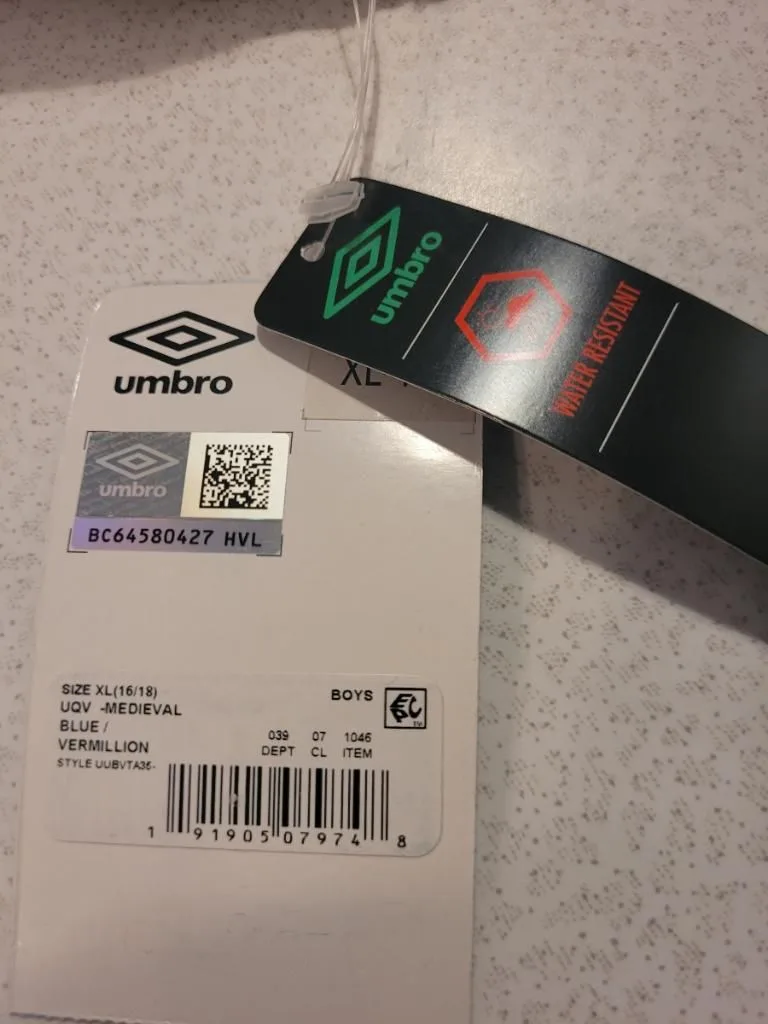 umbro
WATER RESISTANT
umbro
XL
umbro
BC64580427 HVL
SIZE XL(16/18)
BOYS
UQV -MEDIEVAL
BLUE /
VERMILLION
039 07 1046
DEPT CL ITEM
STYLE UUBVTA35-
EPC
1 91905 07974 8